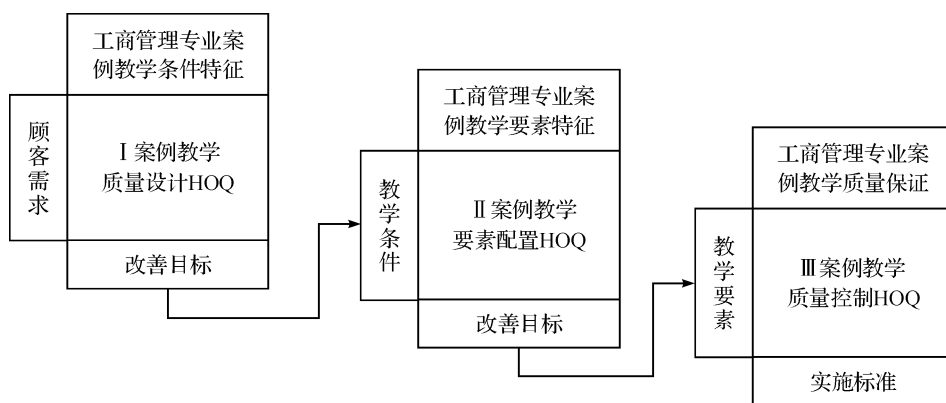 工商管理专业案
例教学条件特征
顾客需求
Ⅰ案例教学
质量设计HOQ
改善目标
工商管理专业案
例教学要素特征
教学条件
Ⅱ案例教学
要素配置HOQ
改善目标
工商管理专业案
例教学质量保证
教学要素
Ⅲ案例教学
质量控制HOQ
实施标准